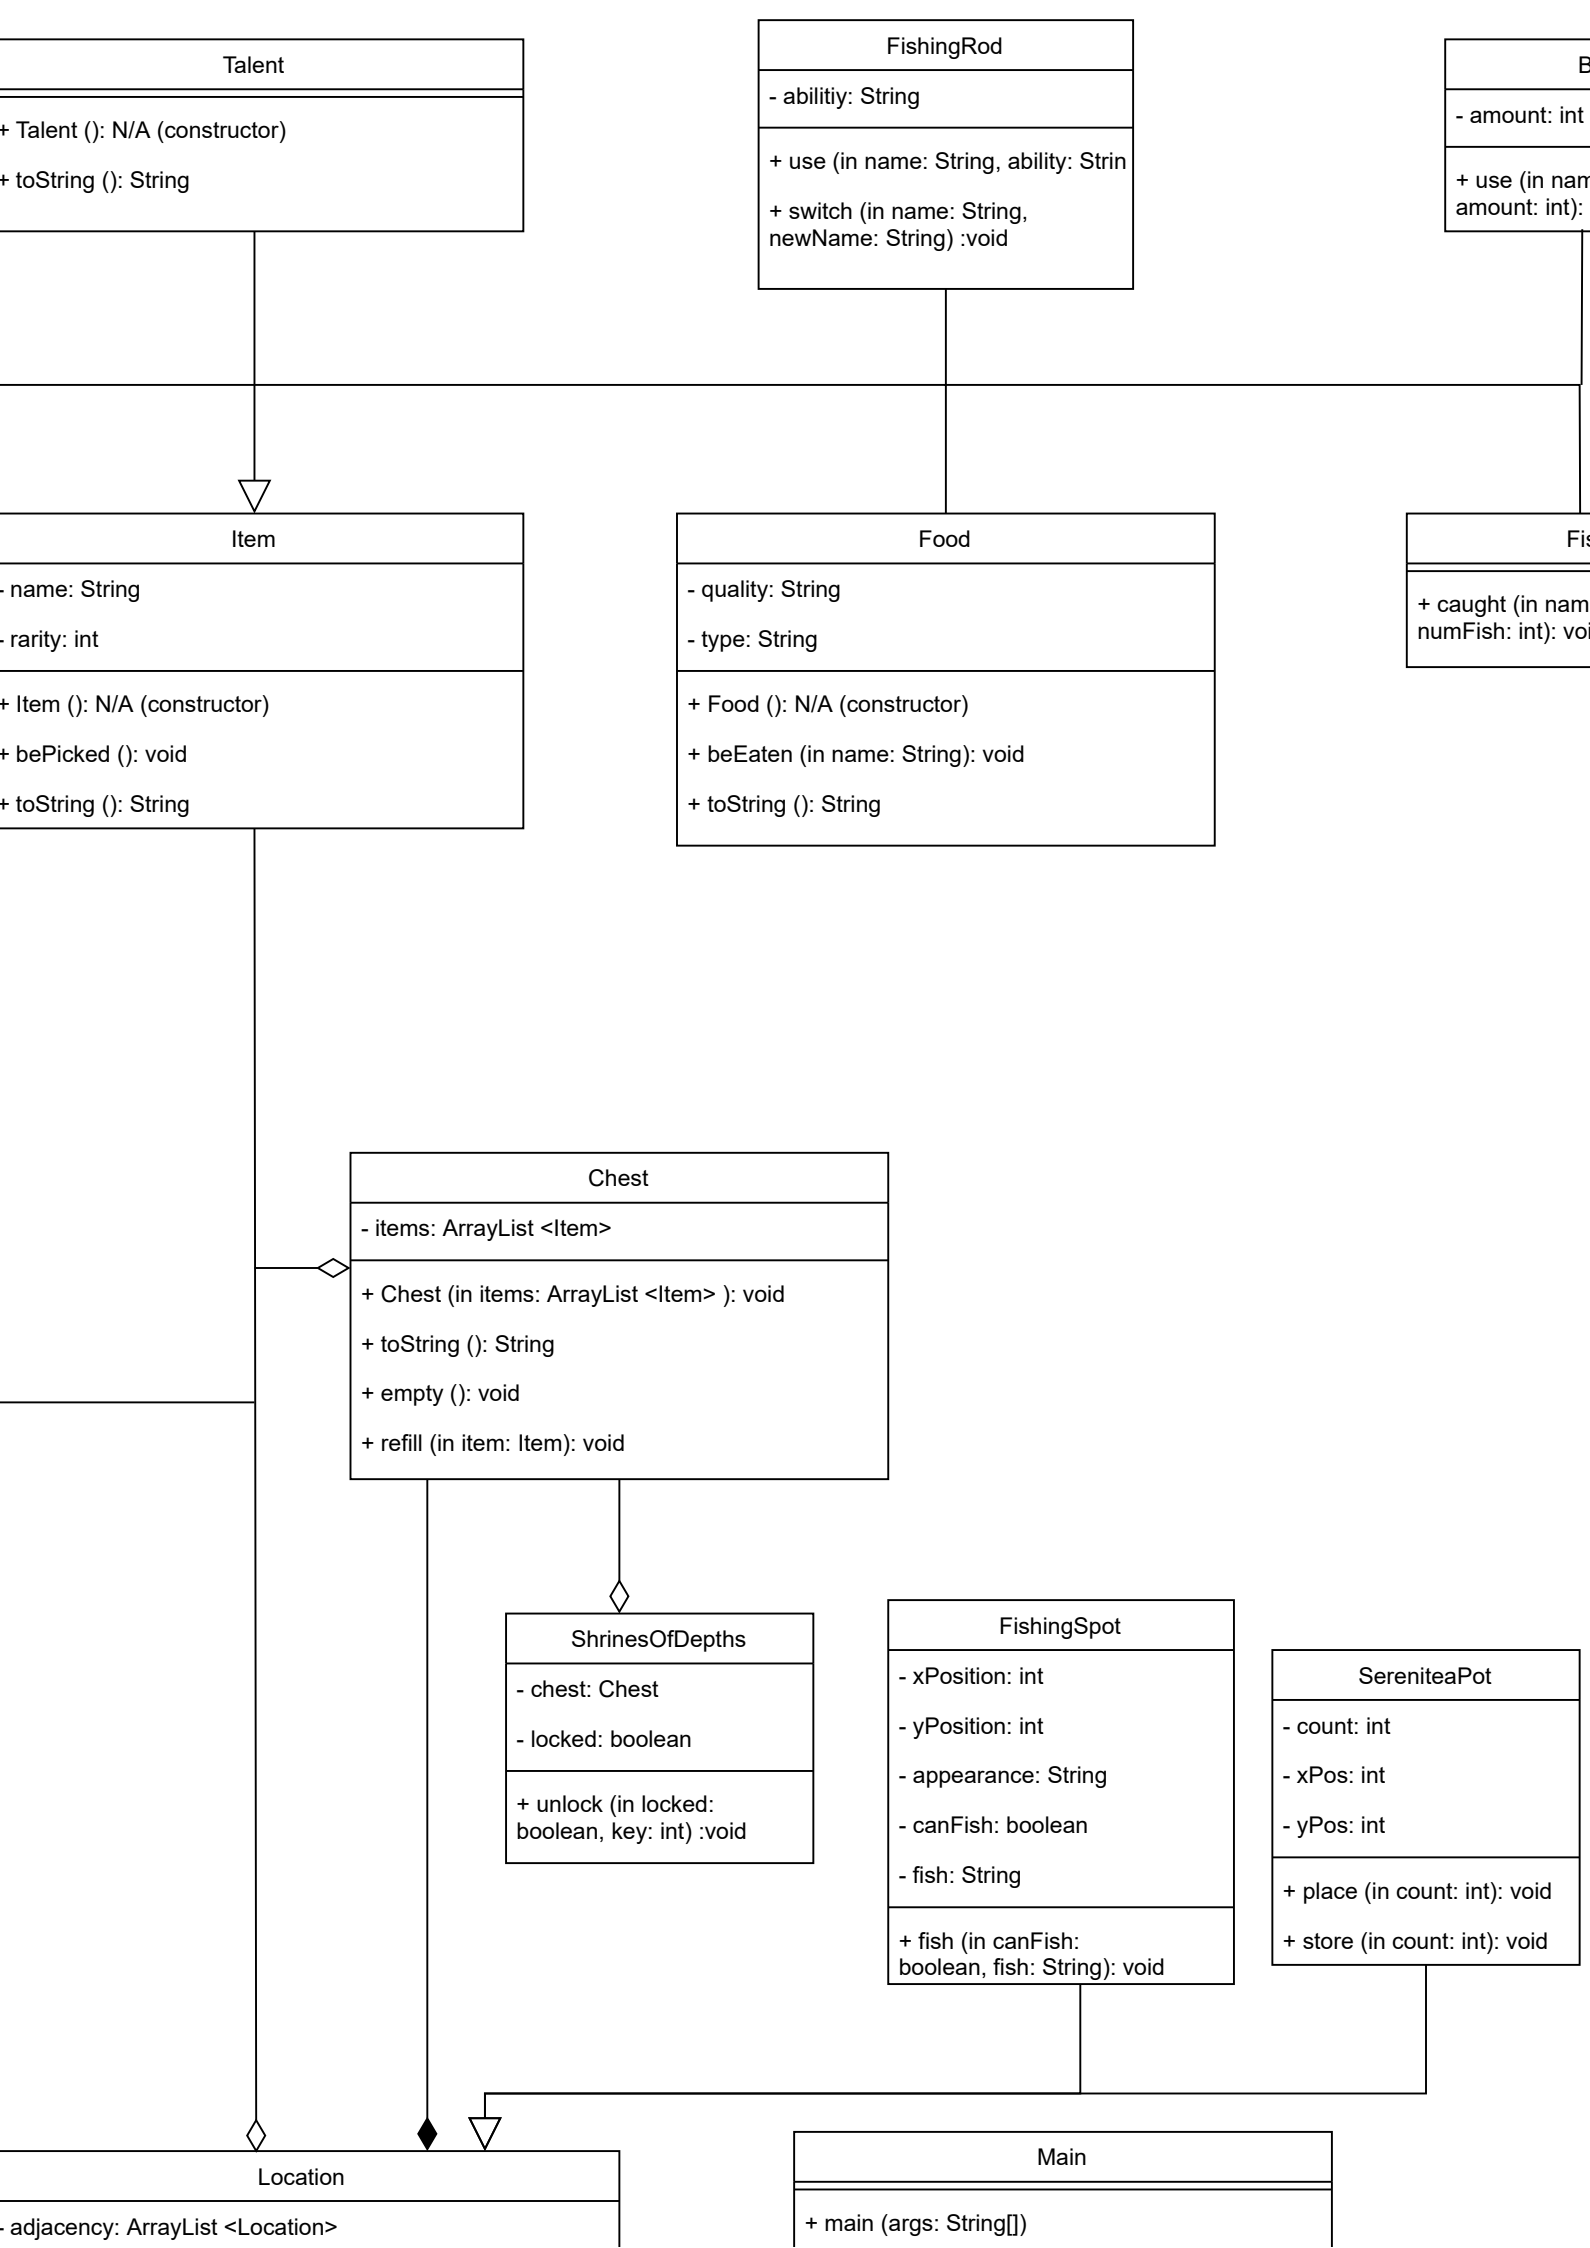 Talent
+ Talent (): N/A (constructor)
+ toString (): String
FishingRod
- abilitiy: String
+ use (in name: String, ability: Strin
+ switch (in name: String,
newName: String) :void
B
- amount: int
+ use (in nam
amount: int):
Item
- name: String
- rarity: int
+ Item (): N/A (constructor)
+ bePicked (): void
+ toString (): String
Food
- quality: String
- type: String
+ Food (): N/A (constructor)
+ beEaten (in name: String): void
+ toString (): String
Fis
+ caught (in nam
numFish: int): voi
Chest
- items: ArrayList <Item>
+ Chest (in items: ArrayList <Item> ): void
+ toString (): String
+ empty (): void
+ refill (in item: Item): void
ShrinesOfDepths
- chest: Chest
- locked: boolean
+ unlock (in locked:
boolean, key: int) :void
FishingSpot
- xPosition: int
- yPosition: int
- appearance: String
- canFish: boolean
- fish: String
+ fish (in canFish:
boolean, fish: String): void
SereniteaPot
- count: int
- xPos: int
- yPos: int
+ place (in count: int): void
+ store (in count: int): void
Location
- adjacency: ArrayList <Location>
Main
+ main (args: String[])